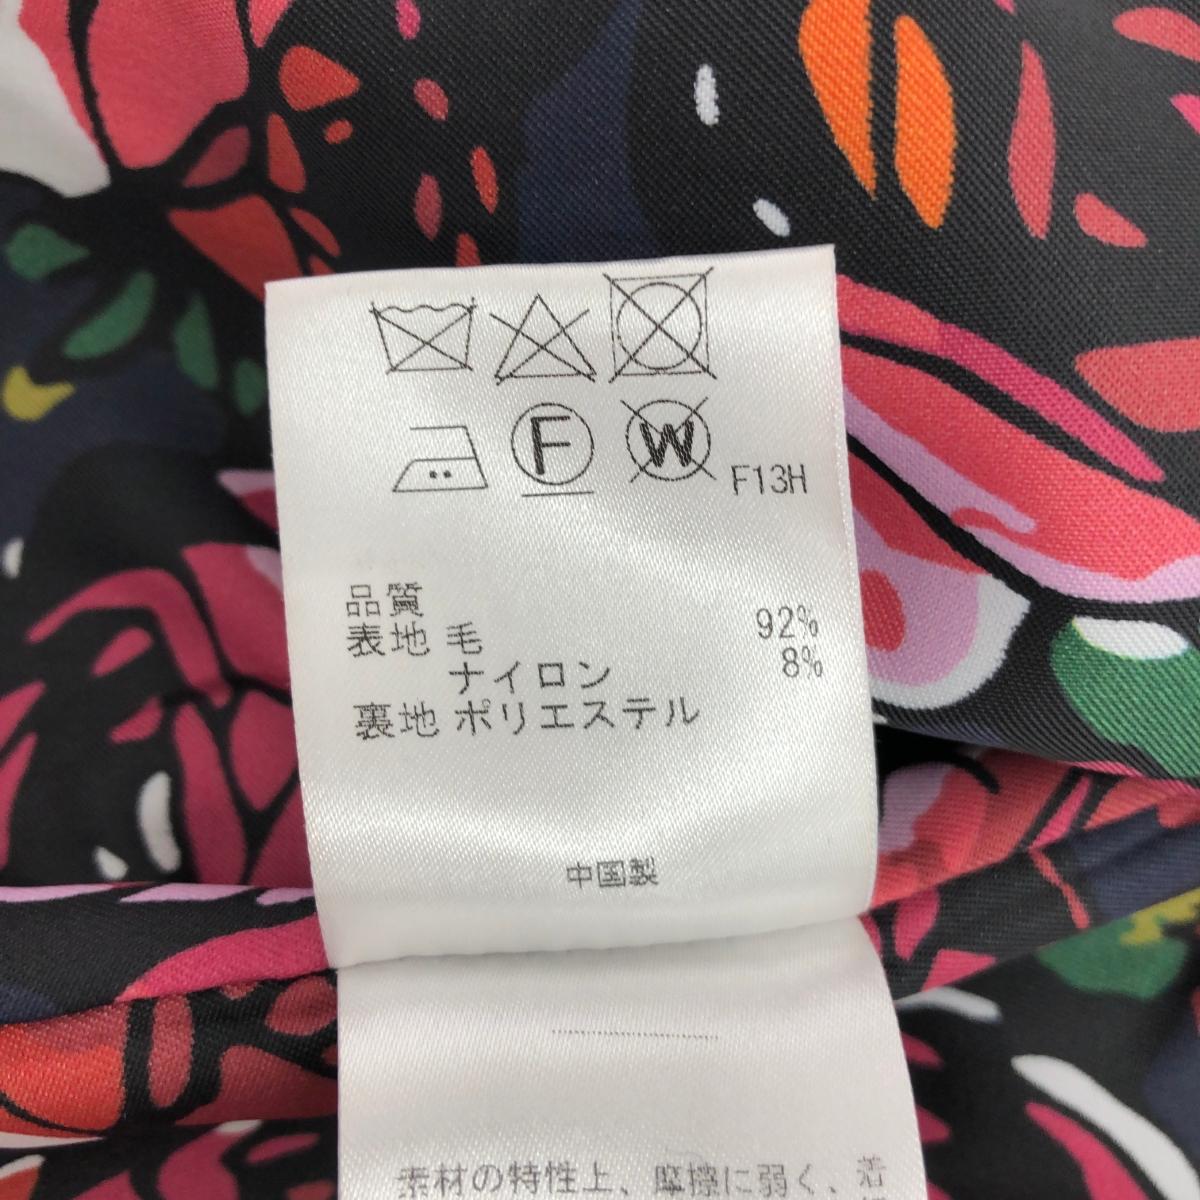 F
W
F13H
品質
表地 毛 92%
ナイロン 8%
裏地 ポリエステル
中国製
素材の特性上、摩擦に弱く、着